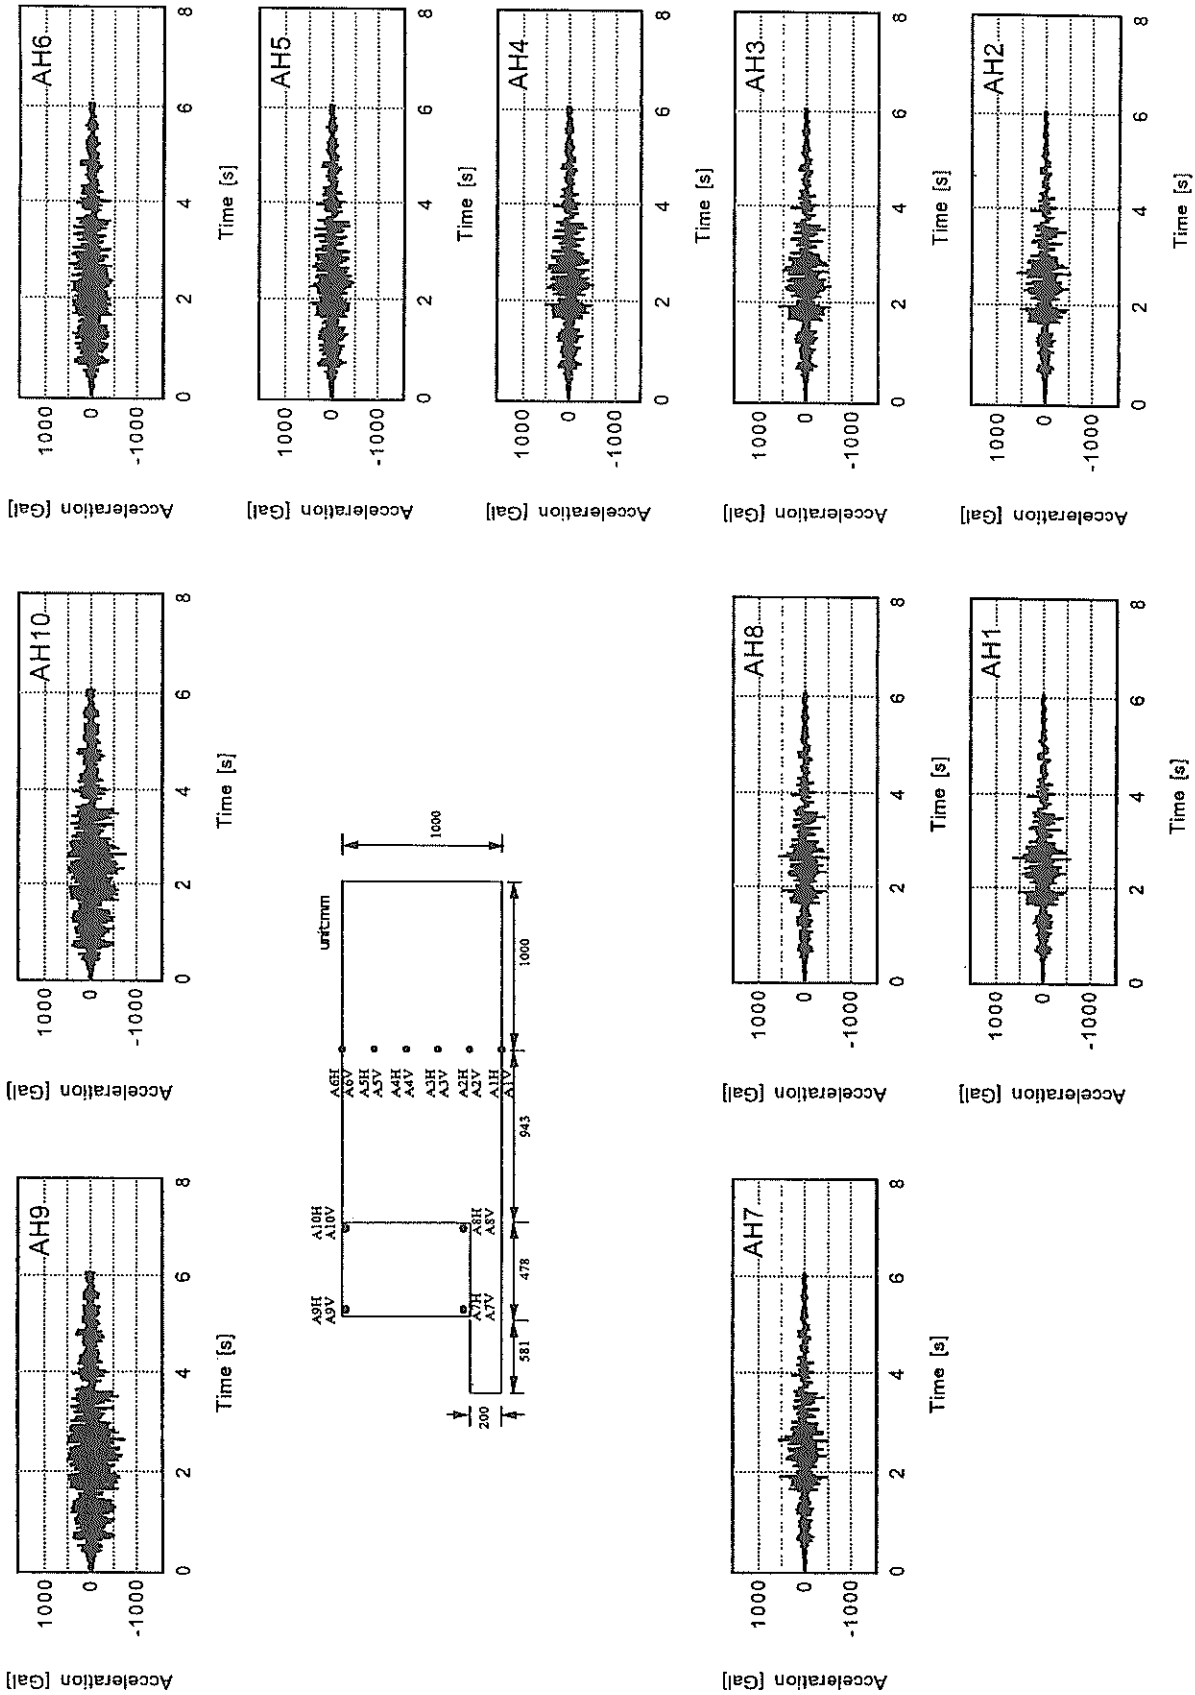 AH9
1000
0
-1000
Acceleration [Gal]
0
2
4
6
8
Time [s]
AH10
1000
0
-1000
Acceleration [Gal]
0
2
4
6
8
Time [s]
AH6
1000
0
-1000
Acceleration [Gal]
0
2
4
6
8
Time [s]
AH5
1000
0
-1000
Acceleration [Gal]
0
2
4
6
8
Time [s]
AH4
1000
0
-1000
Acceleration [Gal]
0
2
4
6
8
Time [s]
unit:mm
A9H
A9V
A10H
A10V
A6H
A6V
A5H
A5V
A4H
A4V
A3H
A3V
A2H
A2V
A1H
A1V
A7H
A7V
A8H
A8V
1000
200
581
478
943
1000
AH7
1000
0
-1000
Acceleration [Gal]
0
2
4
6
8
Time [s]
AH8
1000
0
-1000
Acceleration [Gal]
0
2
4
6
8
Time [s]
AH3
1000
0
-1000
Acceleration [Gal]
0
2
4
6
8
Time [s]
AH1
1000
0
-1000
Acceleration [Gal]
0
2
4
6
8
Time [s]
AH2
1000
0
-1000
Acceleration [Gal]
0
2
4
6
8
Time [s]